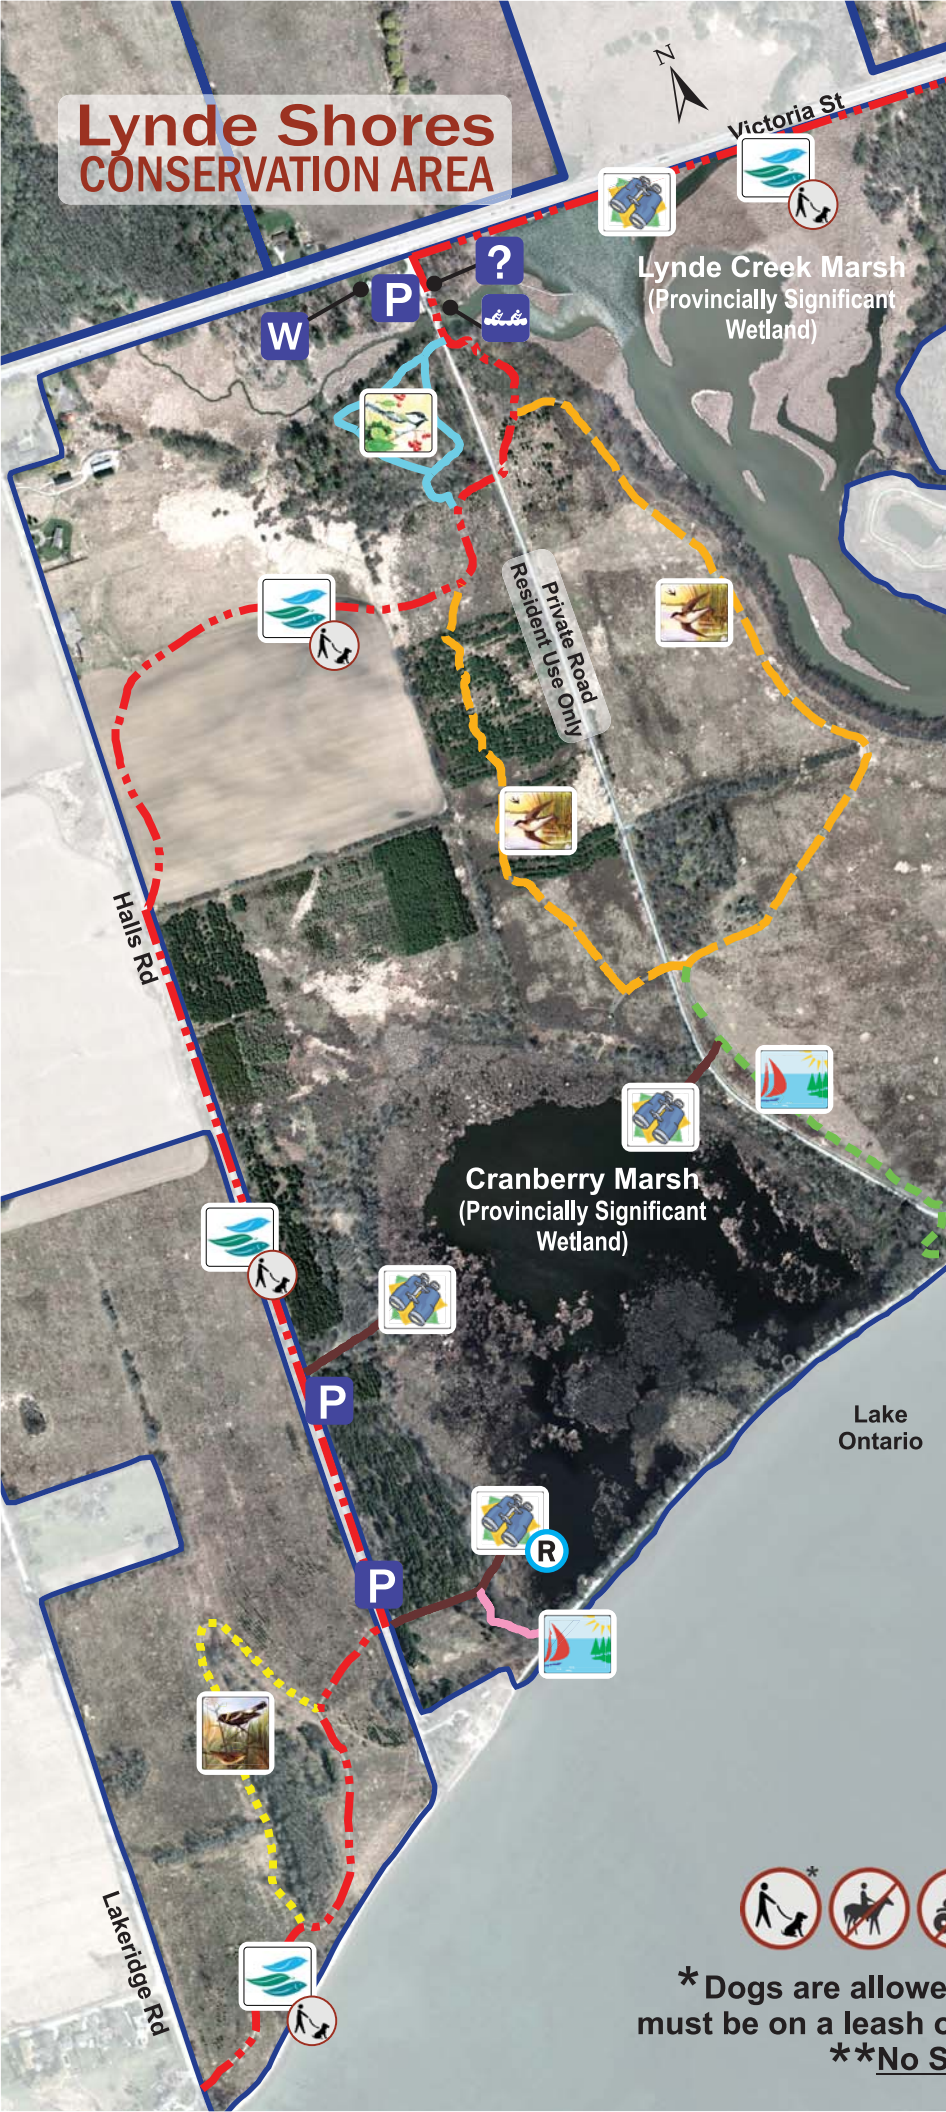 Lynde Shores
CONSERVATION AREA
N
Victoria St
?
P
W
Lynde Creek Marsh
(Provincially Significant
Wetland)
Private Road
Resident Use Only
Halls Rd
Cranberry Marsh
(Provincially Significant
Wetland)
P
Lake
Ontario
R
P
Lakeridge Rd
*
* Dogs are allowe
must be on a leash o
**No S